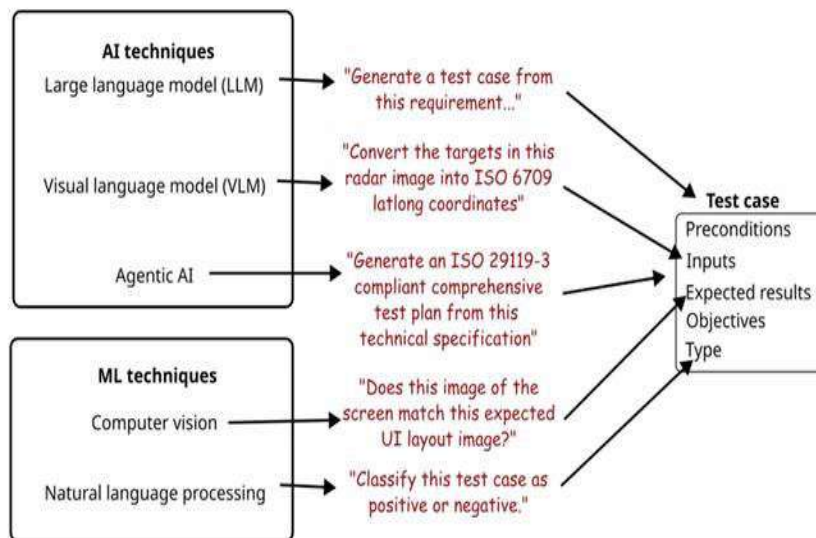 AI techniques
Large language model (LLM)
Visual language model (VLM)
Agentic AI
ML techniques
Computer vision
Natural language processing
"Generate a test case from
this requirement..."
"Convert the targets in this
radar image into ISO 6709
latlong coordinates"
"Generate an ISO 29119-3
compliant comprehensive
test plan from this
technical specification"
"Does this image of the
screen match this expected
UI layout image?"
"Classify this test case as
positive or negative."
Test case
Preconditions
Inputs
Expected results
Objectives
Type